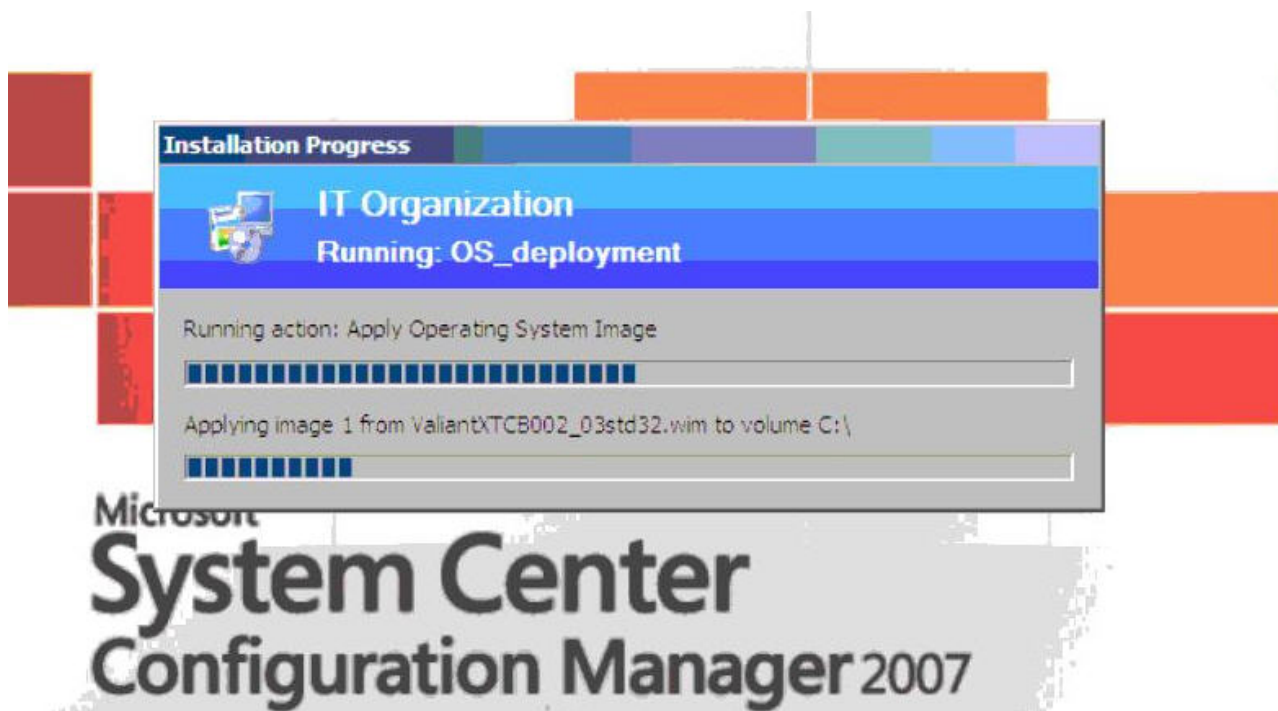 Installation Progress
IT Organization
Running: OS_deployment
Running action: Apply Operating System Image
Applying image 1 from ValiantXTCB002_03std32.wim to volume C:\
Microsoft
System Center
Configuration Manager 2007